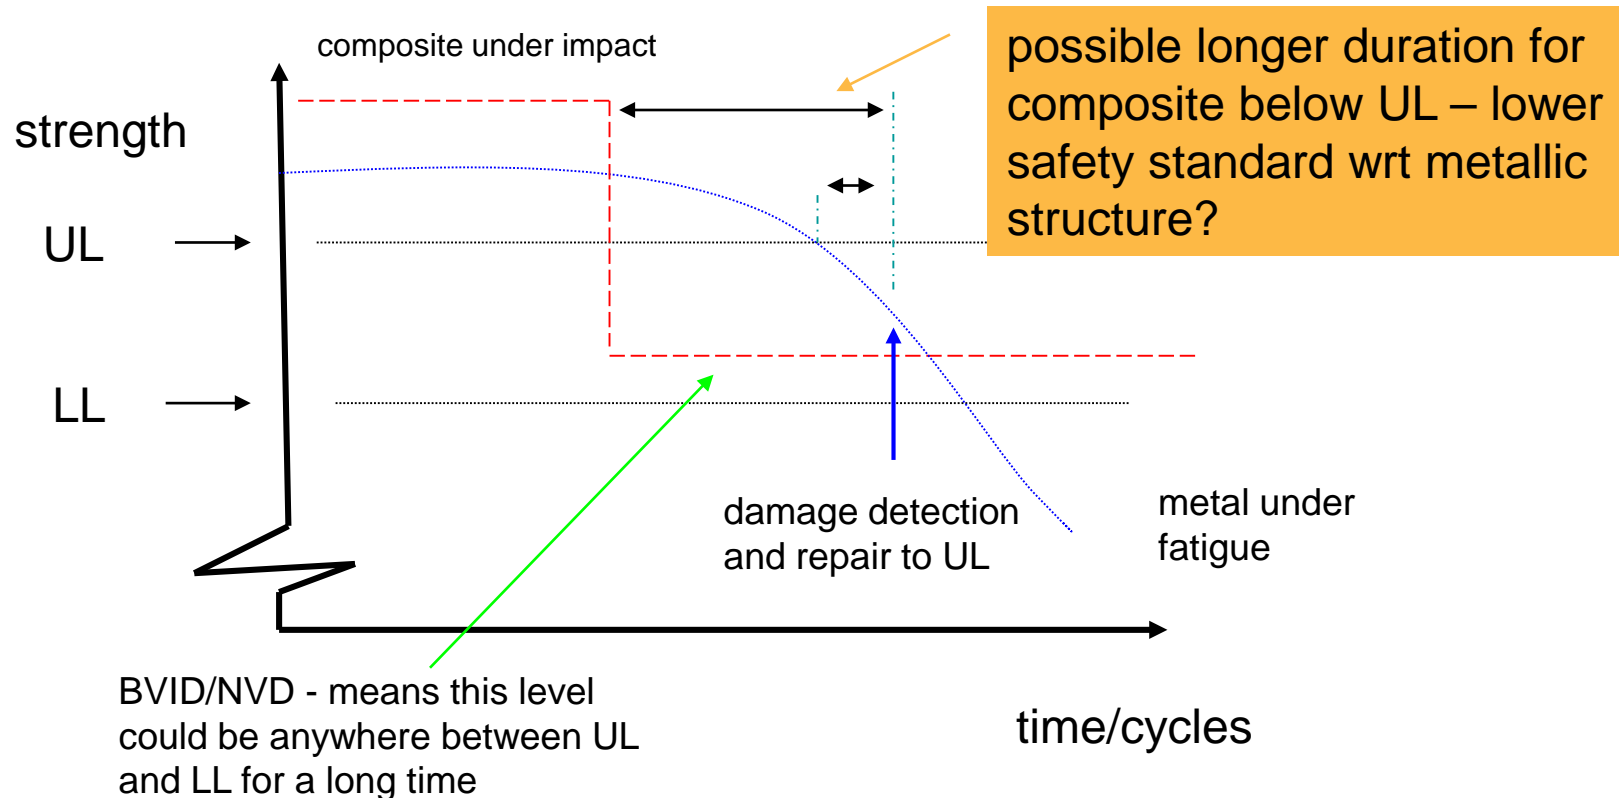 composite under impact
possible longer duration for
composite below UL – lower
safety standard wrt metallic
structure?
strength
UL
LL
damage detection
and repair to UL
metal under
fatigue
BVID/NVD - means this level
could be anywhere between UL
and LL for a long time
time/cycles